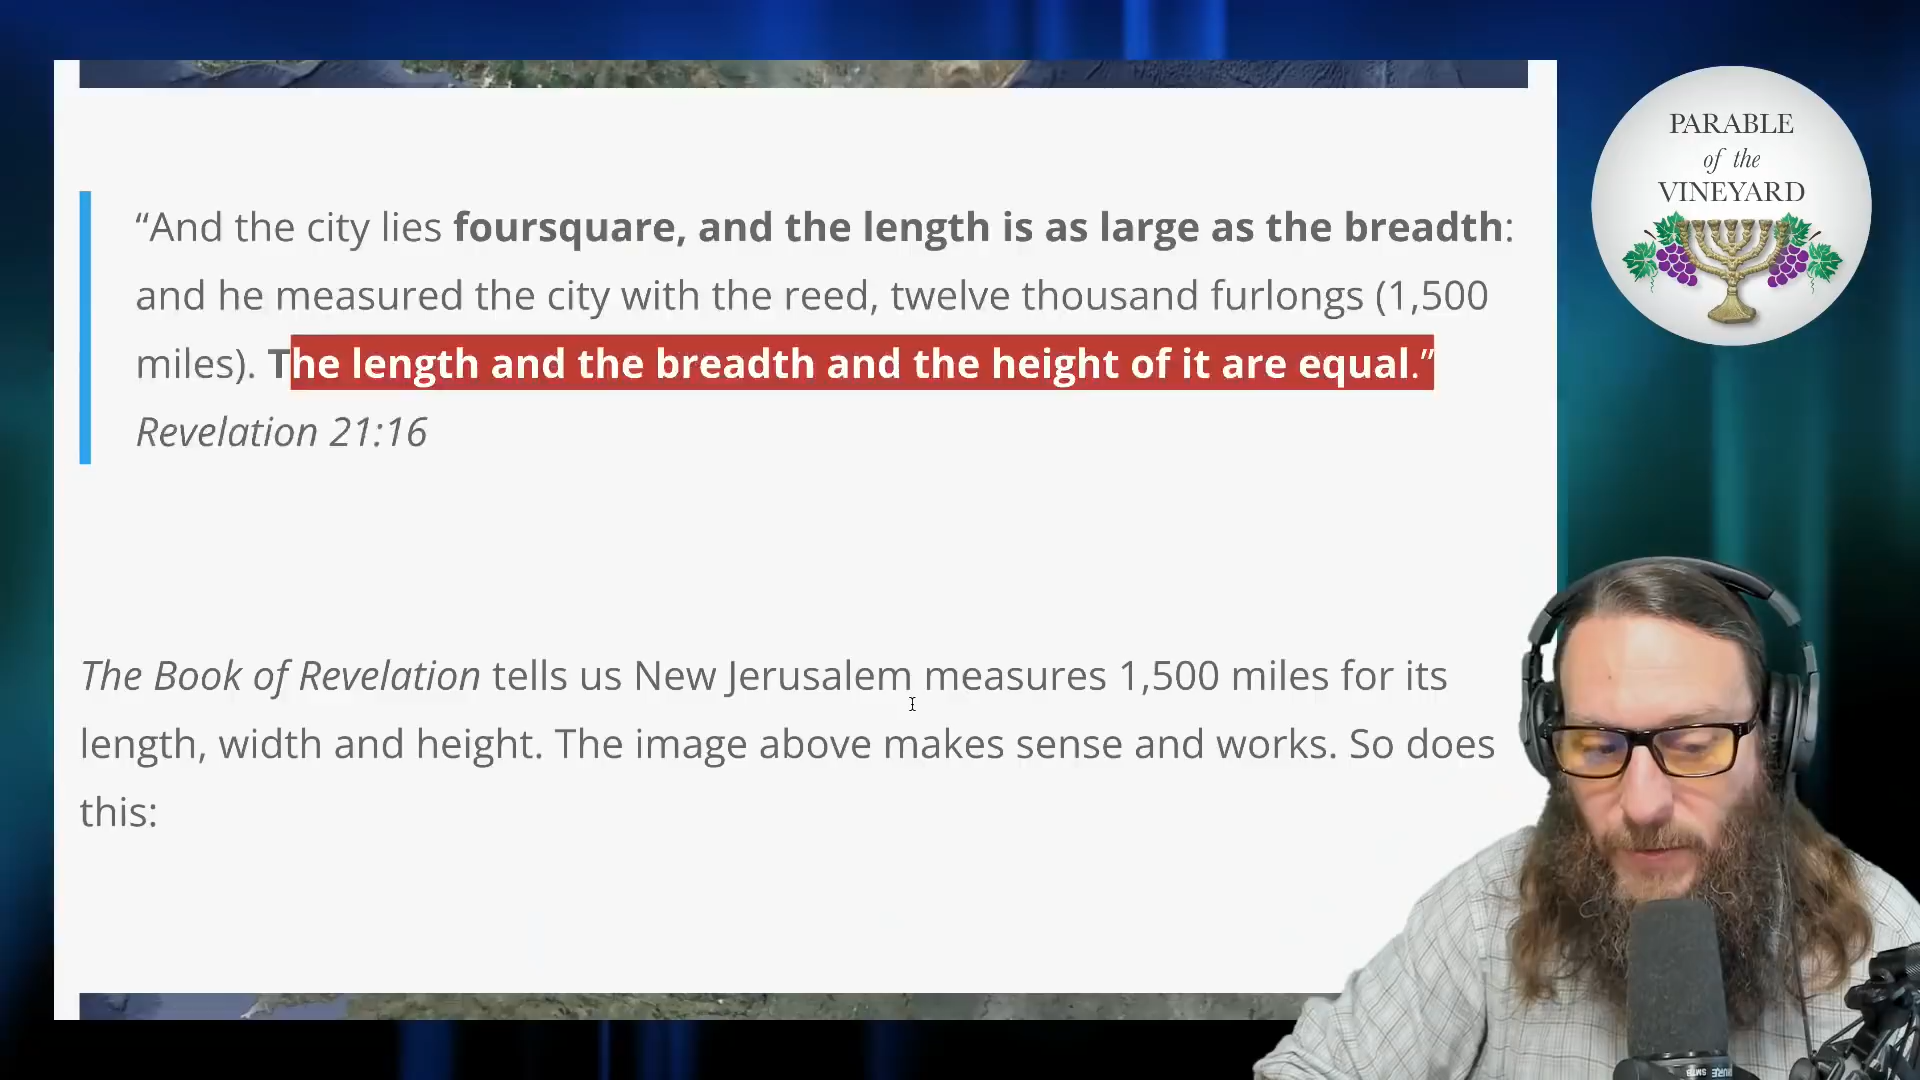 “And the city lies foursquare, and the length is as large as the breadth:
and he measured the city with the reed, twelve thousand furlongs (1,500
miles). The length and the breadth and the height of it are equal.”
Revelation 21:16
The Book of Revelation tells us New Jerusalem measures 1,500 miles for its
length, width and height. The image above makes sense and works. So does
this:
PARABLE
of the
VINEYARD